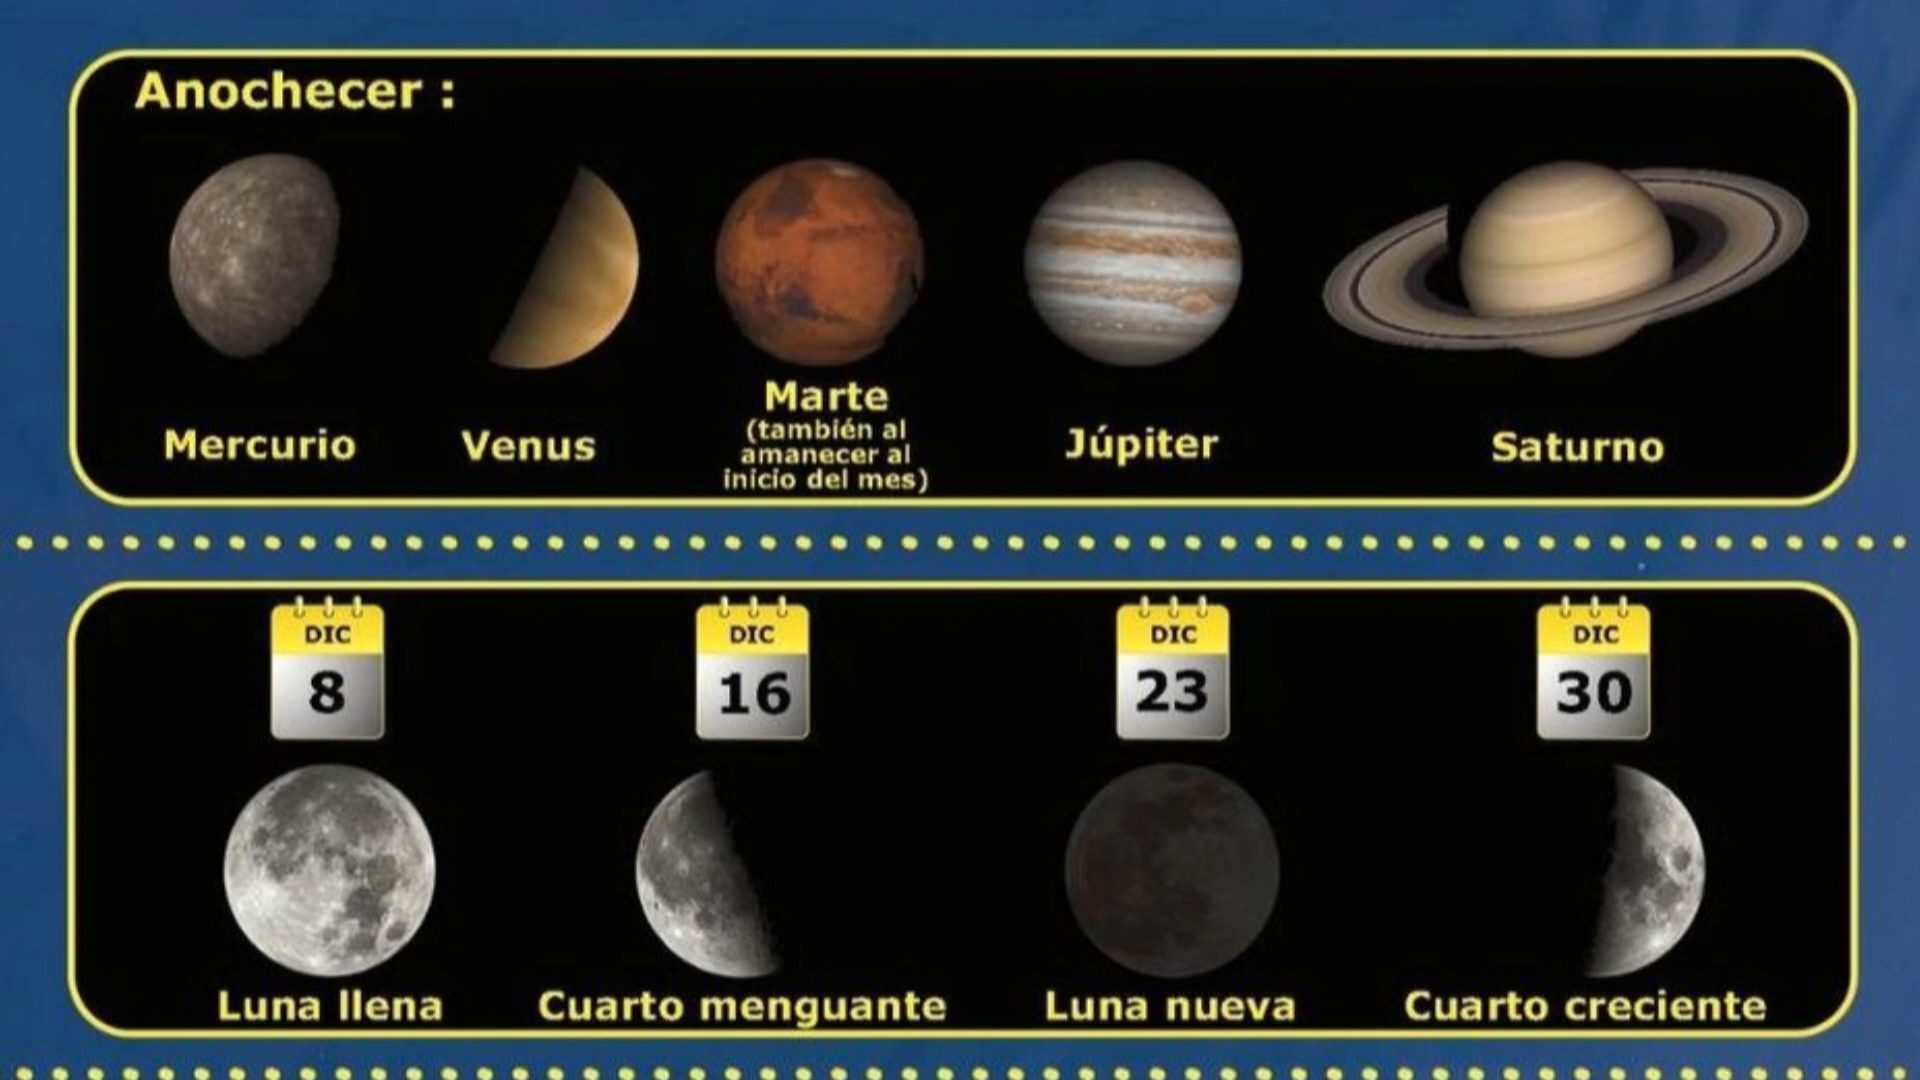 Anochecer :
Mercurio
Venus
Marte
(también al
amanecer al
inicio del mes)
Júpiter
Saturno
DIC
8
DIC
16
DIC
23
DIC
30
Luna llena
Cuarto menguante
Luna nueva
Cuarto creciente